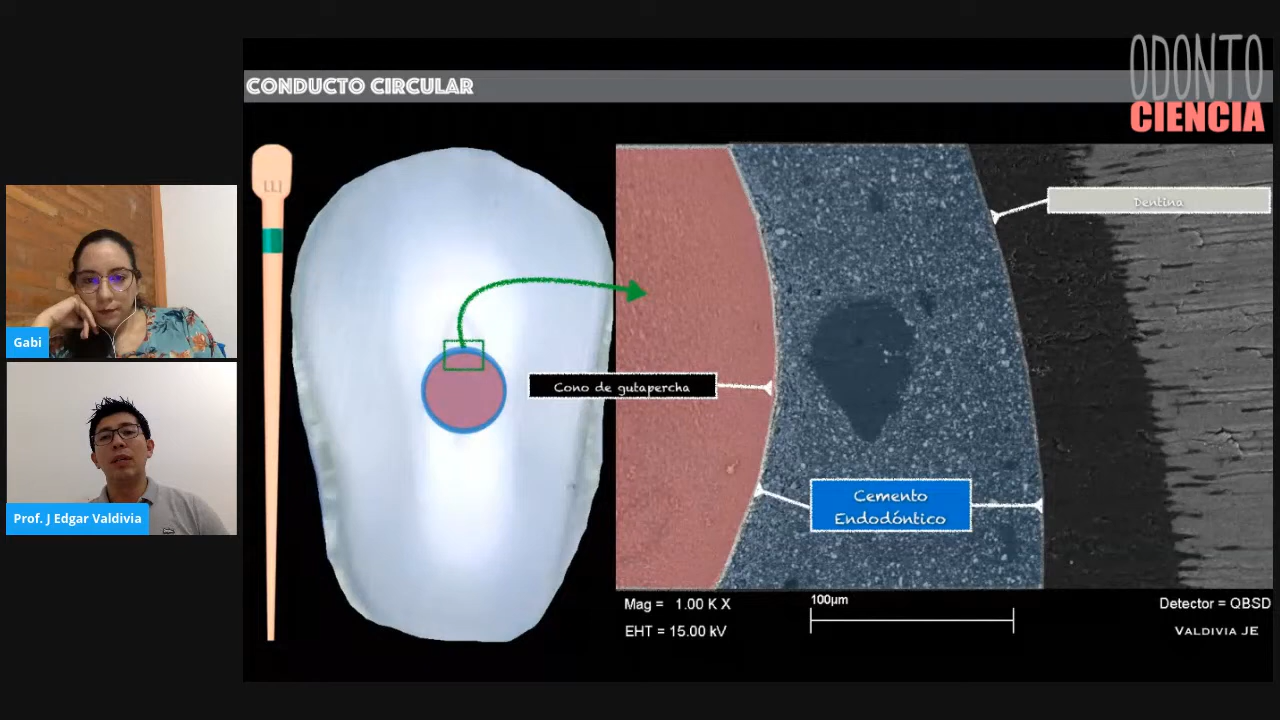 ODONTO
CIENCIA
CONDUCTO CIRCULAR
Dentina
Gabi
Cono de gutapercha
Cemento
Endodóntico
Prof. J Edgar Valdivia
Mag = 1.00 K X
100µm
Detector = QBSD
EHT = 15.00 kV
VALDIVIA JE